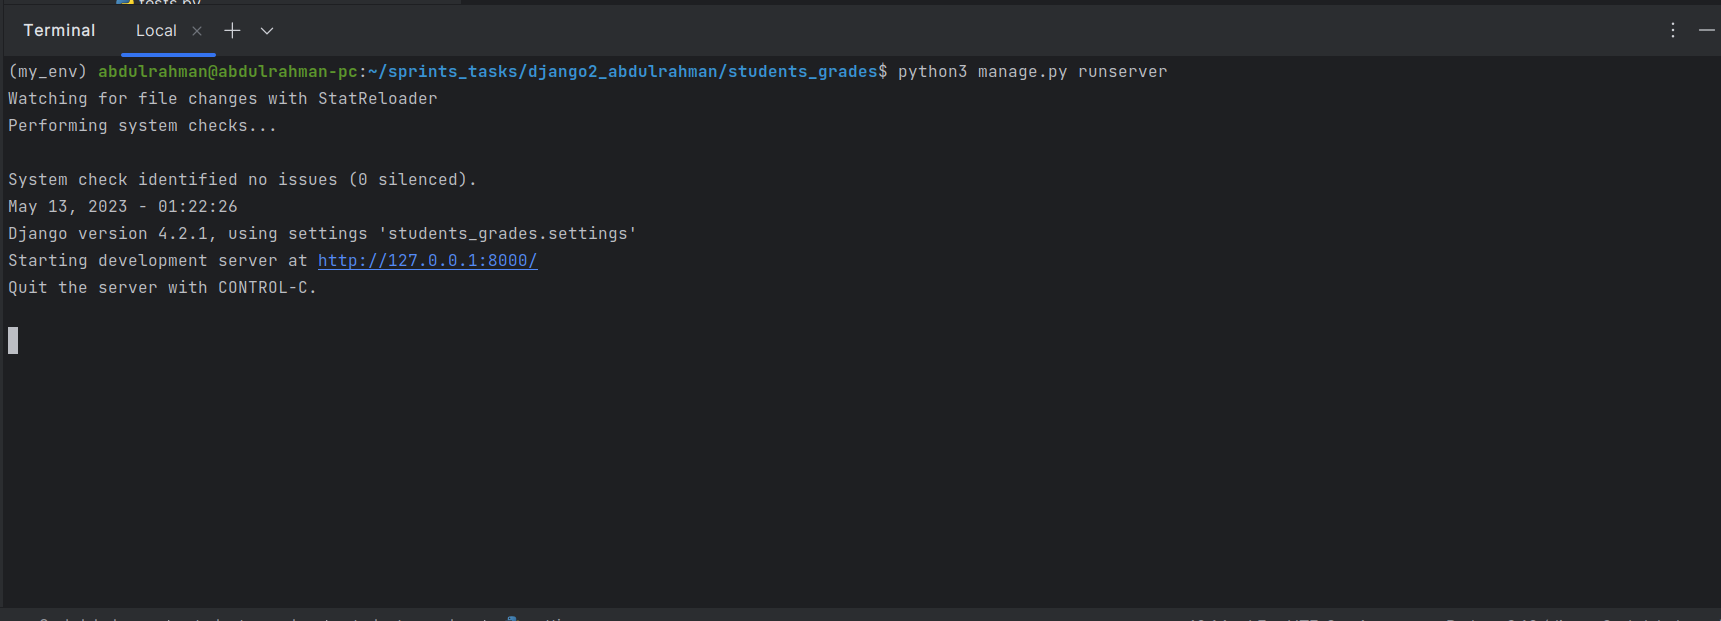 tests.py
Terminal Local
(my_env) abdulrahman@abdulrahman-pc:~/sprints_tasks/django2_abdulrahman/students_grades$ python3 manage.py runserver
Watching for file changes with StatReloader
Performing system checks...
System check identified no issues (0 silenced).
May 13, 2023 - 01:22:26
Django version 4.2.1, using settings 'students_grades.settings'
Starting development server at http://127.0.0.1:8000/
Quit the server with CONTROL-C.